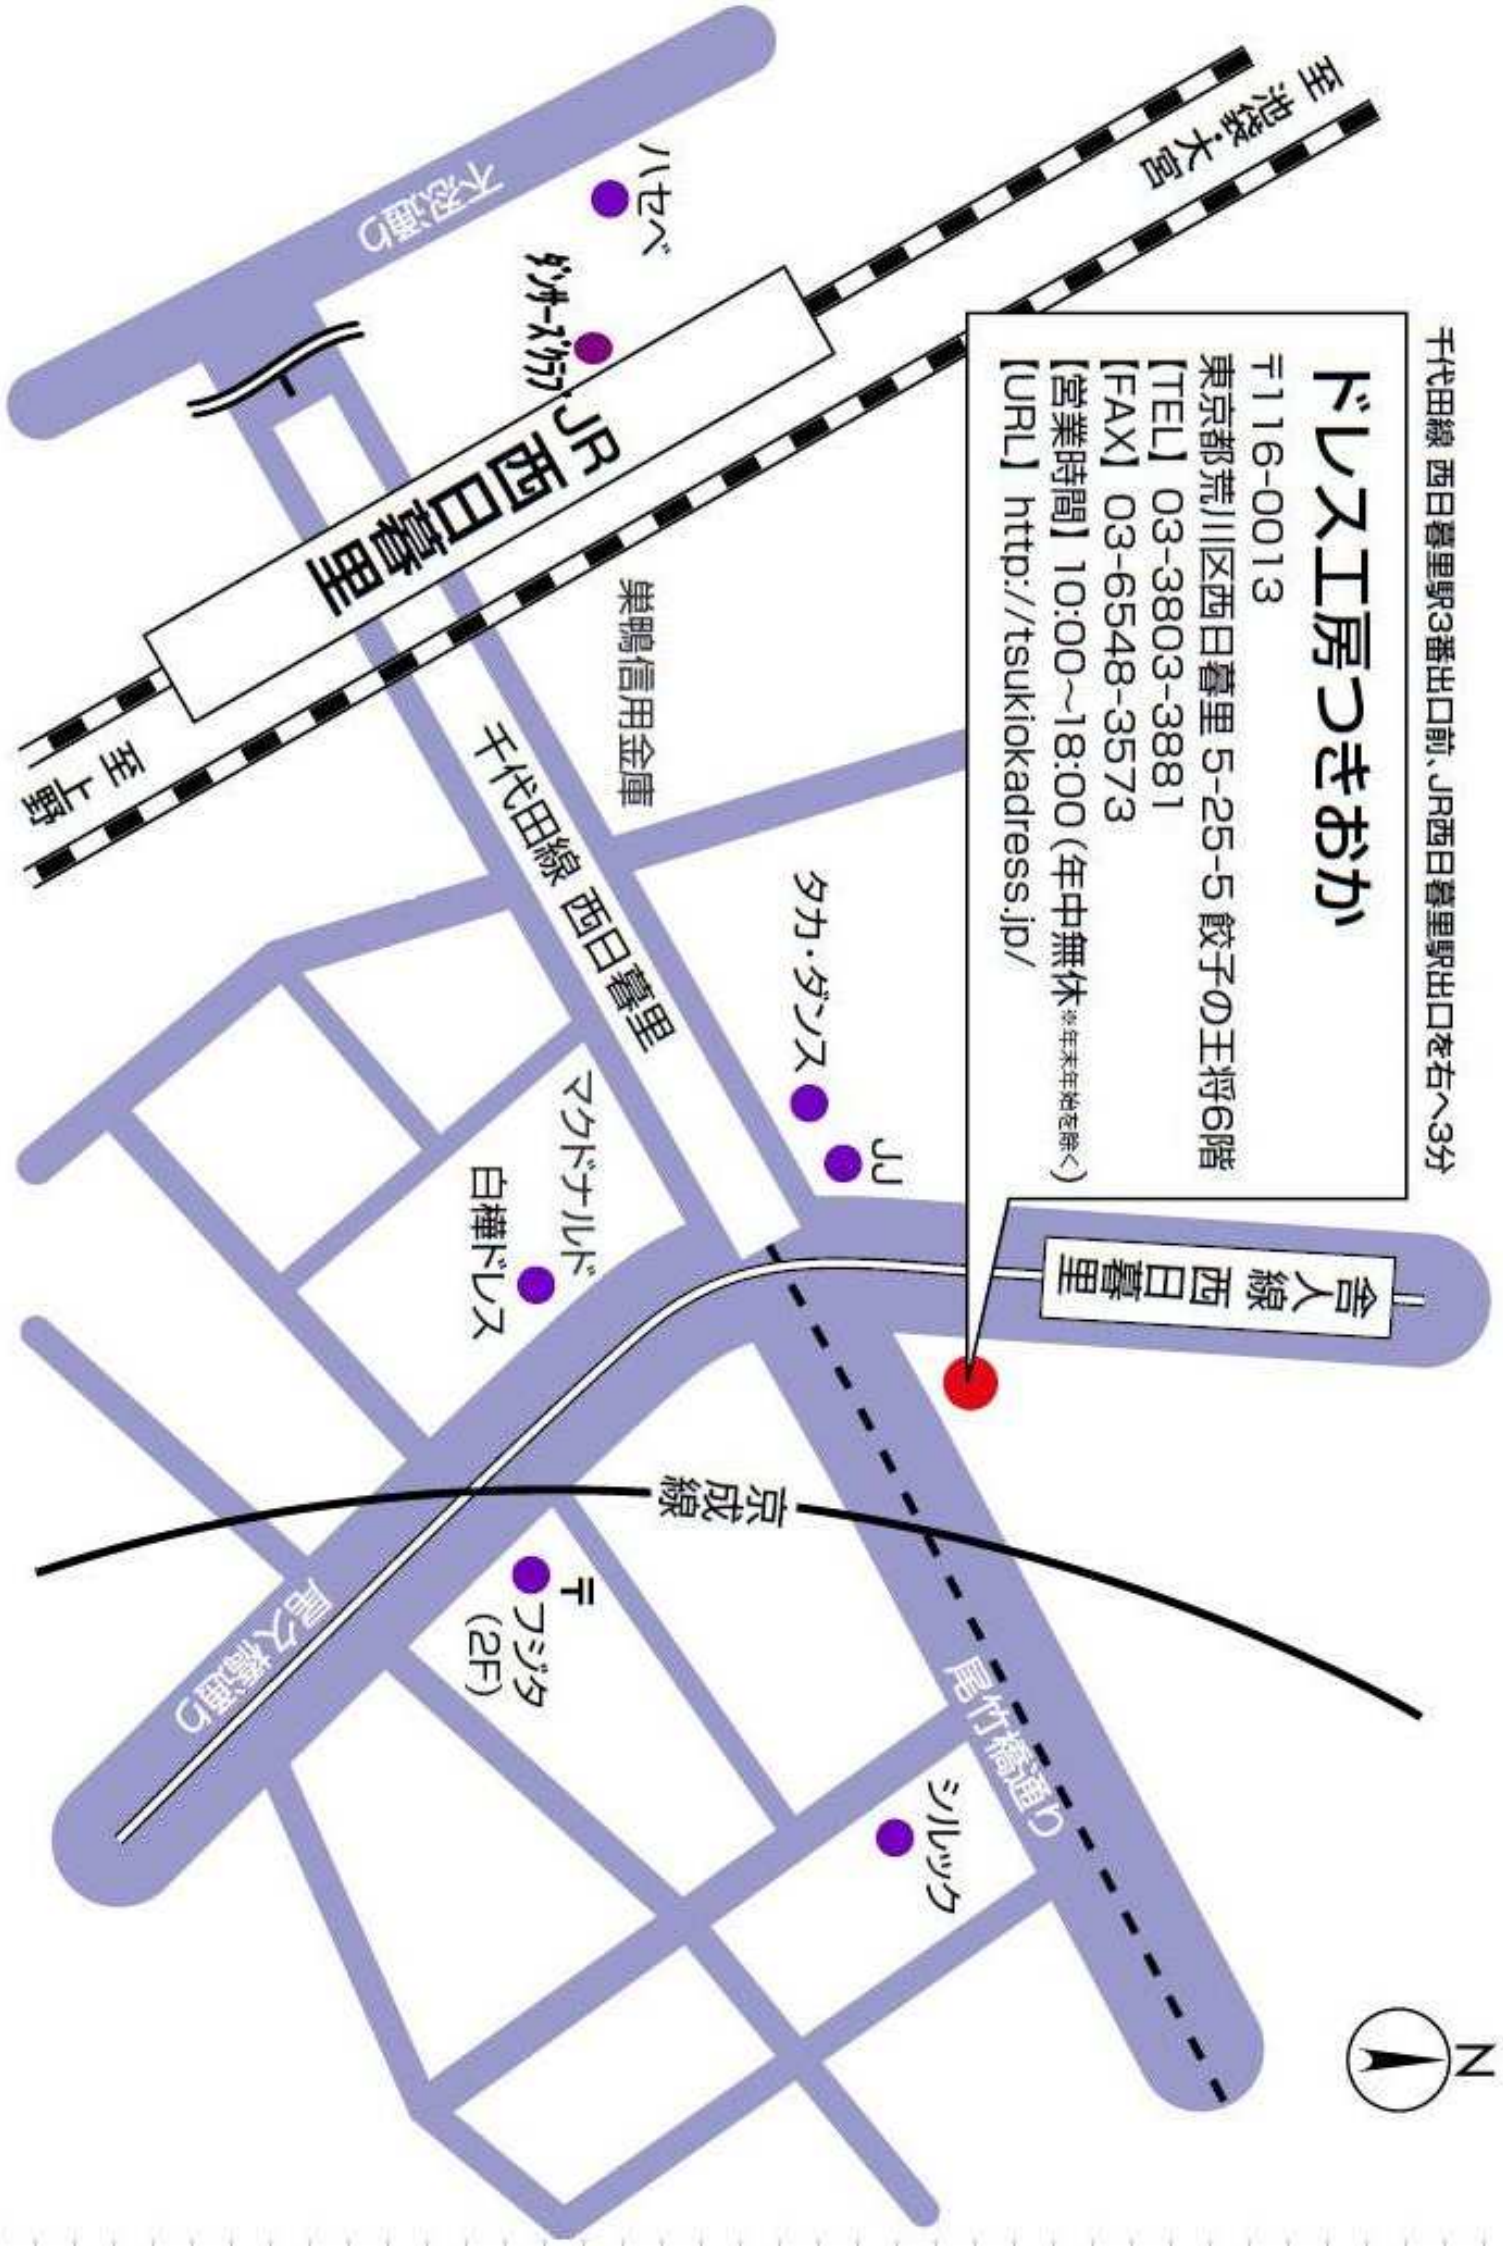 千代田線 西日暮里駅3番出口前、JR西日暮里駅出口を右へ3分
ドレス工房つきおか
〒116-0013
東京都荒川区西日暮里 5-25-5 餃子の王将6階
【TEL】 03-3803-3881
【FAX】 03-6548-3573
【営業時間】 10:00～18:00 (年中無休※年末年始を除く)
【URL】 http://tsukiokadress.jp/
至
池袋・大宮
N
舎人線
西日暮里
JJ
タカ・ダンス
ハセベ
ダンサーズクラブ
不忍通り
JR
西日暮里
巣鴨信用金庫
千代田線 西日暮里
至
上野
マクドナルド
白樺ドレス
京成線
〒
フジタ
(2F)
尾久橋通り
尾竹橋通り
シルック